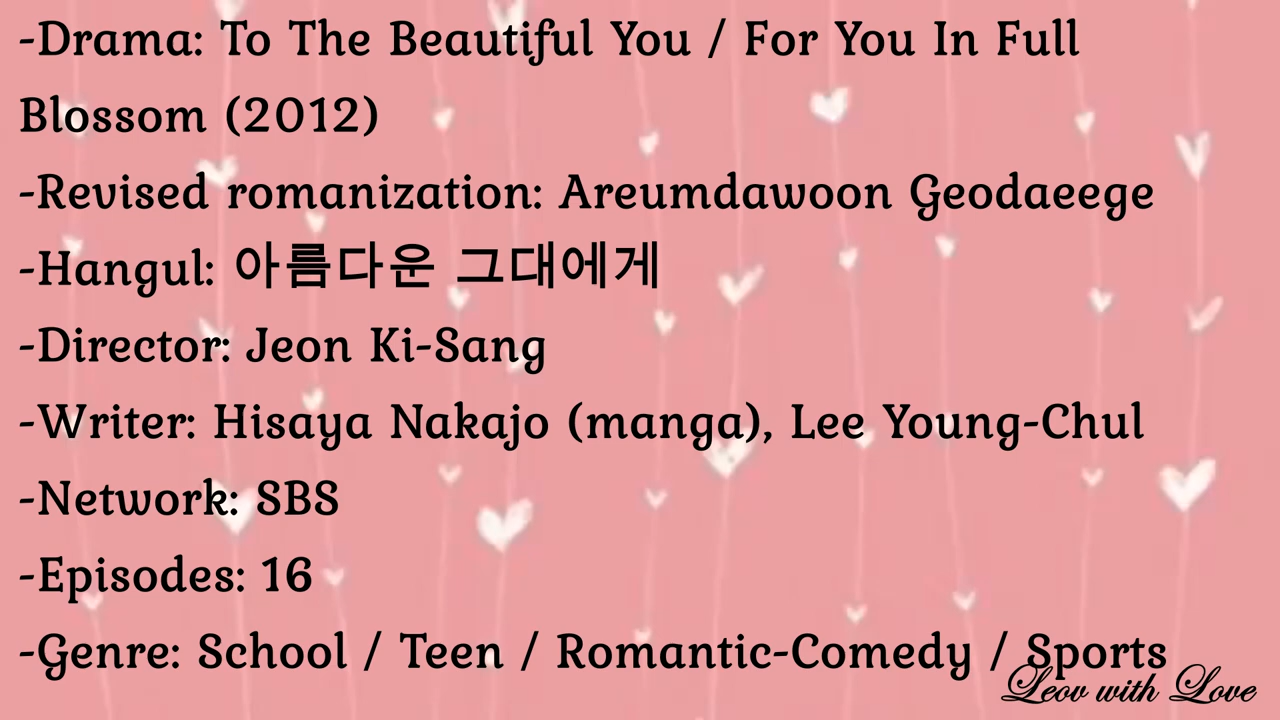 -Drama: To The Beautiful You / For You In Full
Blossom (2012)
-Revised romanization: Areumdawoon Geodaeege
-Hangul: 아름다운 그대에게
-Director: Jeon Ki-Sang
-Writer: Hisaya Nakajo (manga), Lee Young-Chul
-Network: SBS
-Episodes: 16
-Genre: School / Teen / Romantic-Comedy / Sports
Leov with Love